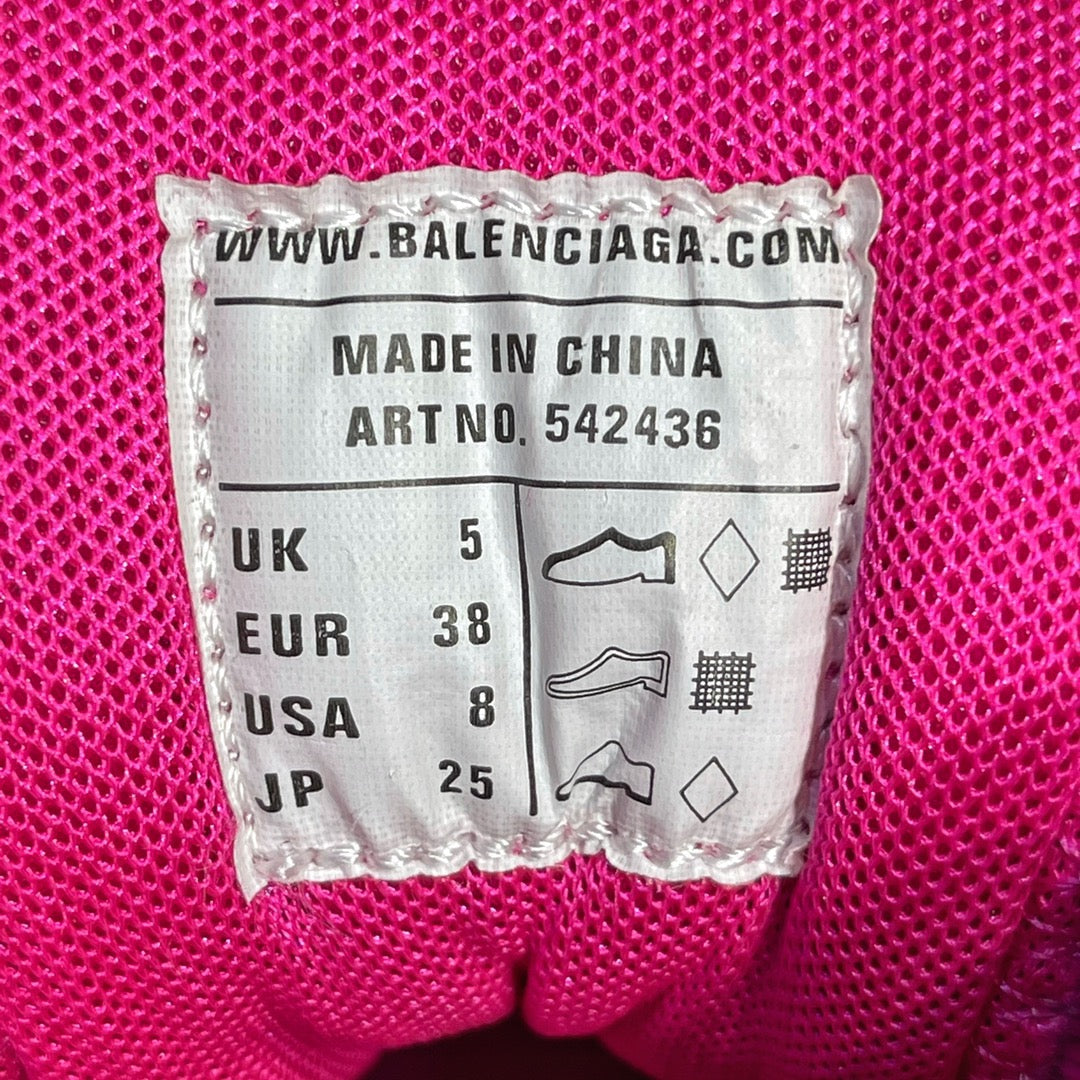 WWW.BALENCIAGA.COM
MADE IN CHINA
ART NO. 542436
UK 5
EUR 38
USA 8
JP 25